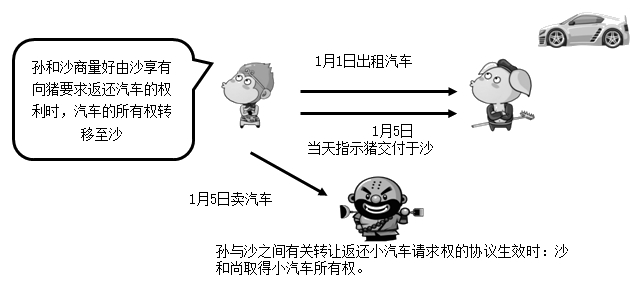 孙和沙商量好由沙享有
向猪要求返还汽车的权
利时，汽车的所有权转
移至沙
1月1日出租汽车
1月5日
当天指示猪交付于沙
1月5日卖汽车
孙与沙之间有关转让返还小汽车请求权的协议生效时：沙
和尚取得小汽车所有权。